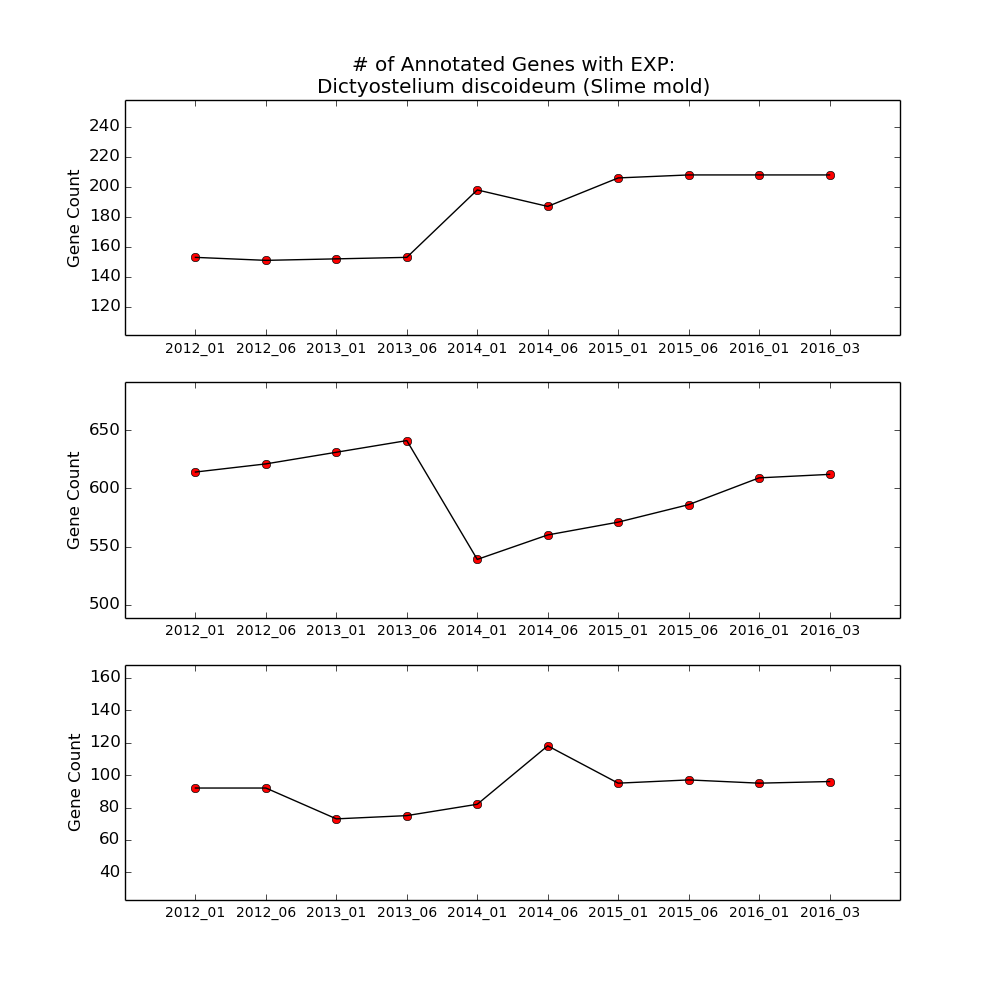 # of Annotated Genes with EXP:
Dictyostelium discoideum (Slime mold)
240
220
200
180
160
140
120
Gene Count
2012_01 2012_06 2013_01 2013_06 2014_01 2014_06 2015_01 2015_06 2016_01 2016_03
650
600
550
500
Gene Count
2012_01 2012_06 2013_01 2013_06 2014_01 2014_06 2015_01 2015_06 2016_01 2016_03
160
140
120
100
80
60
40
Gene Count
2012_01 2012_06 2013_01 2013_06 2014_01 2014_06 2015_01 2015_06 2016_01 2016_03